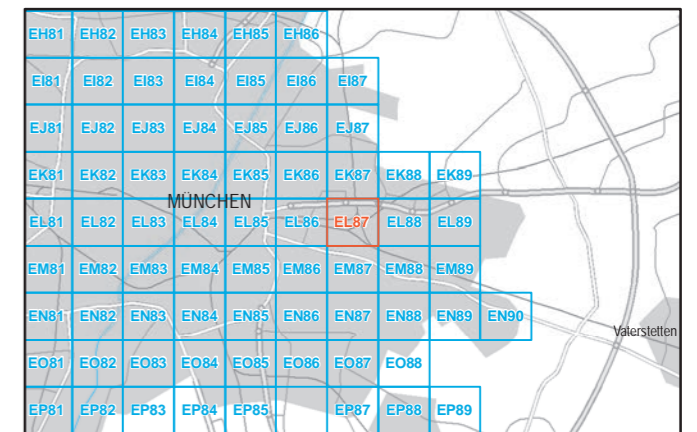 EH81 EH82 EH83 EH84 EH85 EH86
EI81 EI82 EI83 EI84 EI85 EI86 EI87
EJ81 EJ82 EJ83 EJ84 EJ85 EJ86 EJ87
EK81 EK82 EK83 EK84 EK85 EK86 EK87 EK88 EK89
MÜNCHEN
EL81 EL82 EL83 EL84 EL85 EL86 EL87 EL88 EL89
EM81 EM82 EM83 EM84 EM85 EM86 EM87 EM88 EM89
EN81 EN82 EN83 EN84 EN85 EN86 EN87 EN88 EN89 EN90
Vaterstetten
EO81 EO82 EO83 EO84 EO85 EO86 EO87 EO88
EP81 EP82 EP83 EP84 EP85 EP87 EP88 EP89